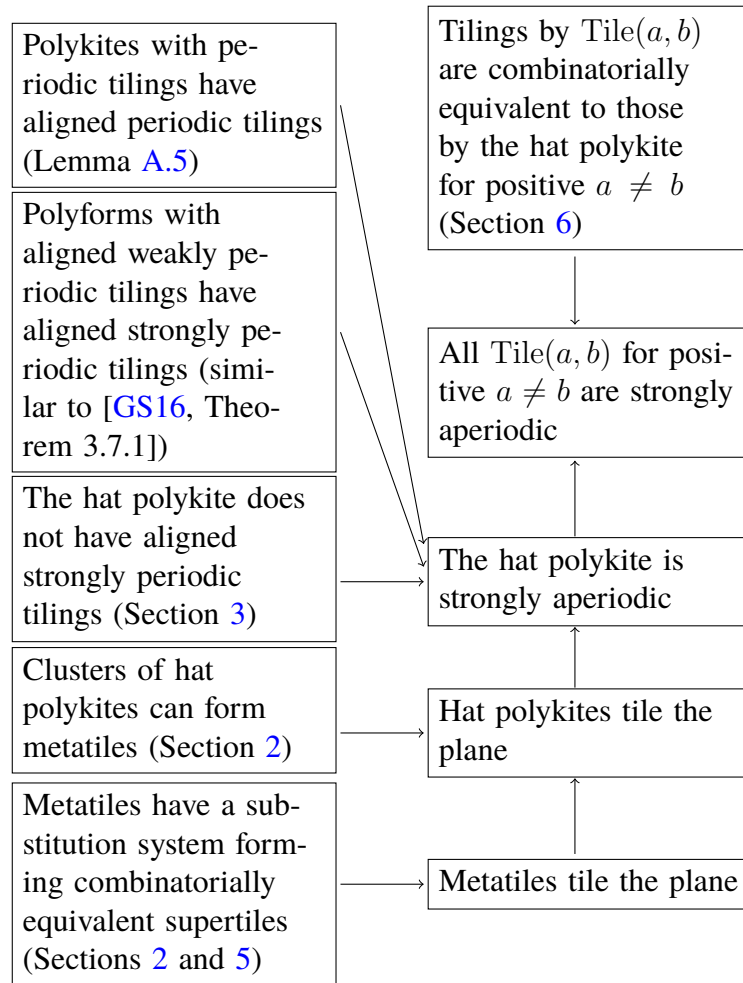 Polykites with pe-
riodic tilings have
aligned periodic tilings
(Lemma A.5)
Polyforms with
aligned weakly pe-
riodic tilings have
aligned strongly pe-
riodic tilings (simi-
lar to [GS16, Theo-
rem 3.7.1])
The hat polykite does
not have aligned
strongly periodic
tilings (Section 3)
Clusters of hat
polykites can form
metatiles (Section 2)
Metatiles have a sub-
stitution system form-
ing combinatorially
equivalent supertiles
(Sections 2 and 5)
Tilings by Tile(a, b)
are combinatorially
equivalent to those
by the hat polykite
for positive a ≠ b
(Section 6)
All Tile(a, b) for posi-
tive a ≠ b are strongly
aperiodic
The hat polykite is
strongly aperiodic
Hat polykites tile the
plane
Metatiles tile the plane